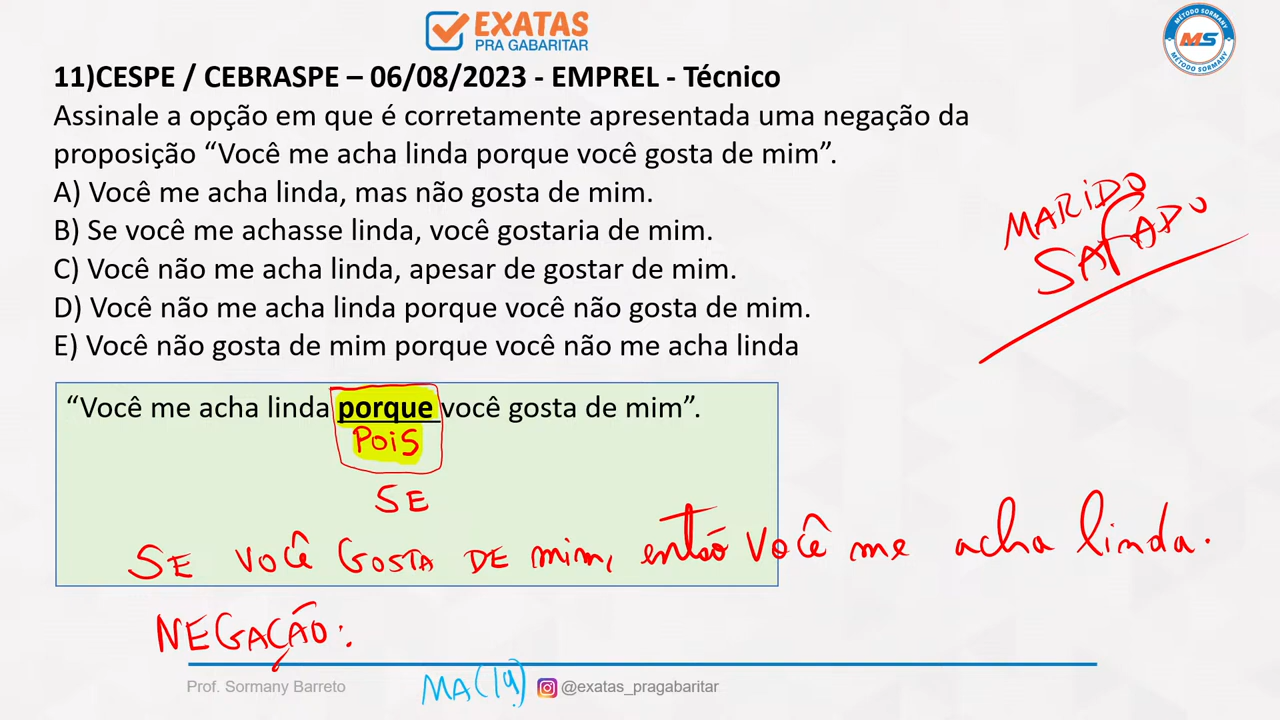 EXATAS
PRA GABARITAR
MÉTODO SORMANY
MS
MÉTODO SORMANY
11)CESPE / CEBRASPE – 06/08/2023 - EMPREL - Técnico
Assinale a opção em que é corretamente apresentada uma negação da
proposição “Você me acha linda porque você gosta de mim”.
A) Você me acha linda, mas não gosta de mim.
B) Se você me achasse linda, você gostaria de mim.
C) Você não me acha linda, apesar de gostar de mim.
D) Você não me acha linda porque você não gosta de mim.
E) Você não gosta de mim porque você não me acha linda
MARIDO
SAFADO
“Você me acha linda porque você gosta de mim”.
POIS
SE
SE VOCÊ GOSTA DE mim, então Você me acha linda.
NEGAÇÃO:
Prof. Sormany Barreto MA(1ª) @exatas_pragabaritar